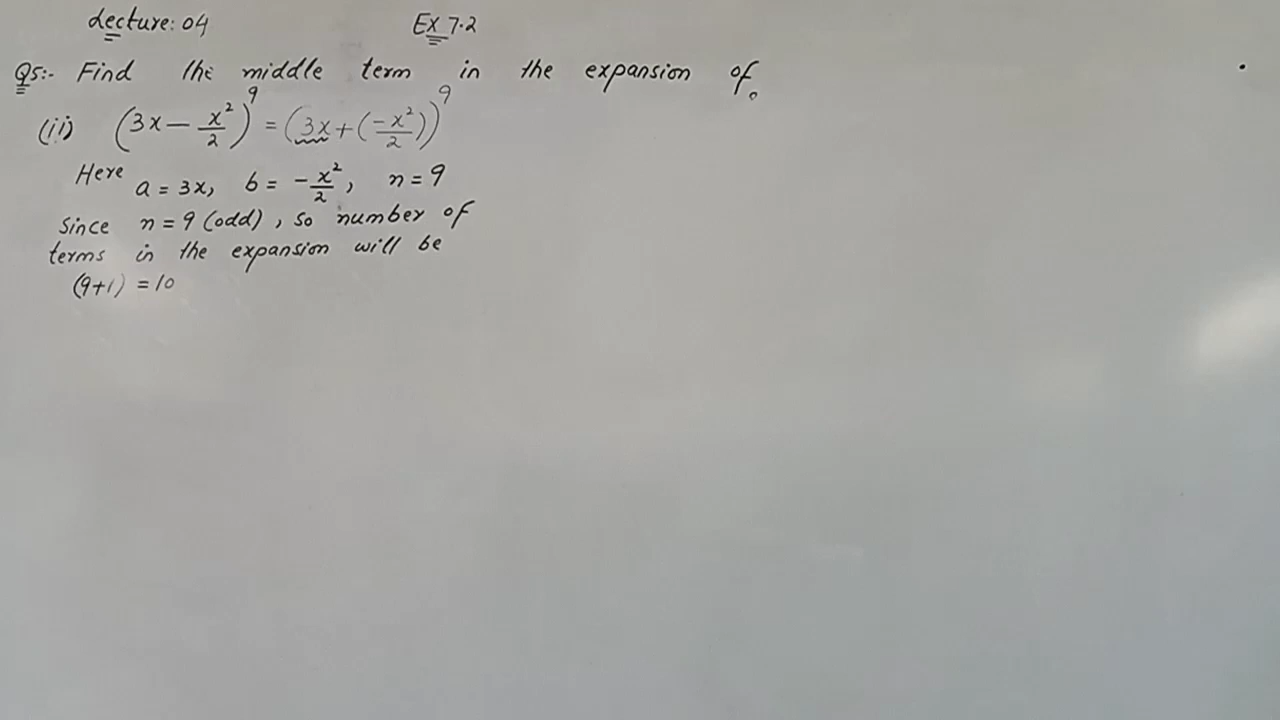 Lecture: 04 Ex 7.2
Q5:- Find the middle term in the expansion of.
(ii) (3x - x²/2)⁹ = (3x + (-x²/2))⁹
Here a = 3x, b = -x²/2, n = 9
Since n = 9 (odd), so number of
terms in the expansion will be
(9+1) = 10